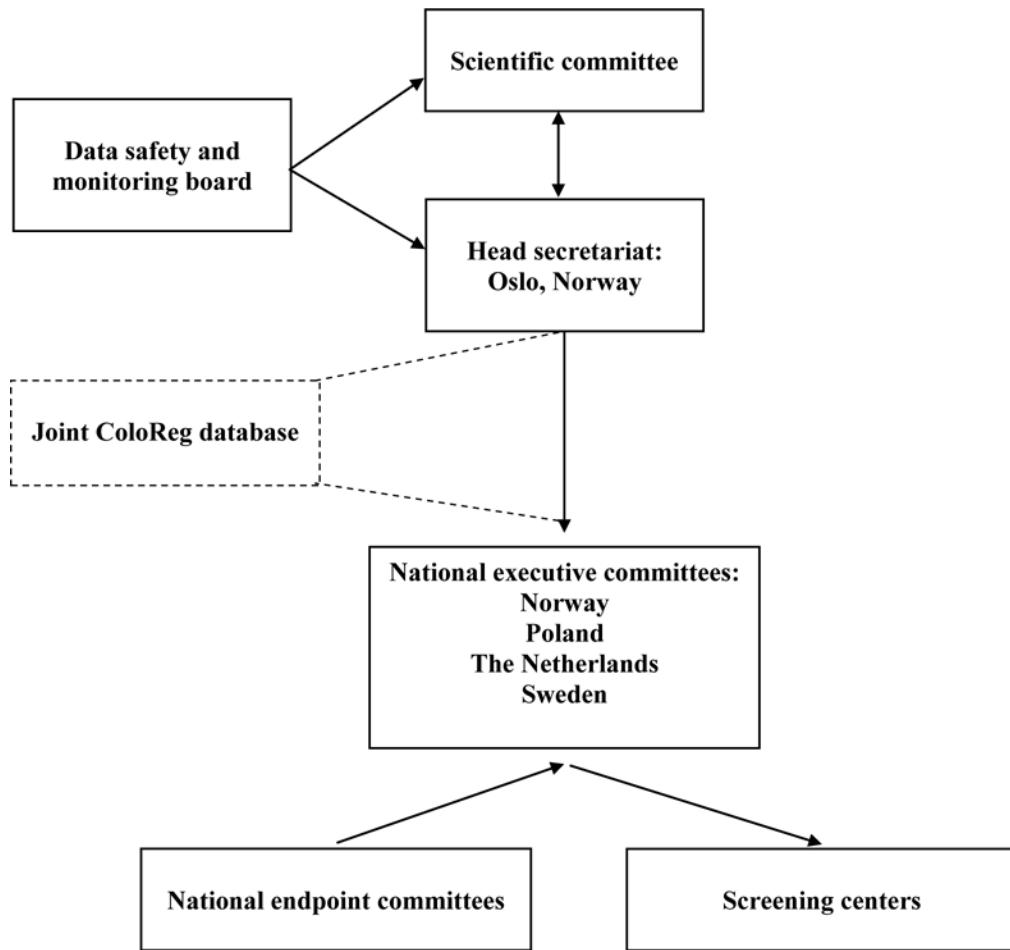 Scientific committee
Data safety and
monitoring board
Head secretariat:
Oslo, Norway
Joint ColoReg database
National executive committees:
Norway
Poland
The Netherlands
Sweden
National endpoint committees
Screening centers